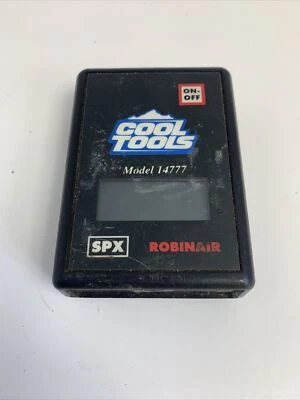 ON-
OFF
COOL
TOOLS
Model 14777
SPX
ROBINAIR